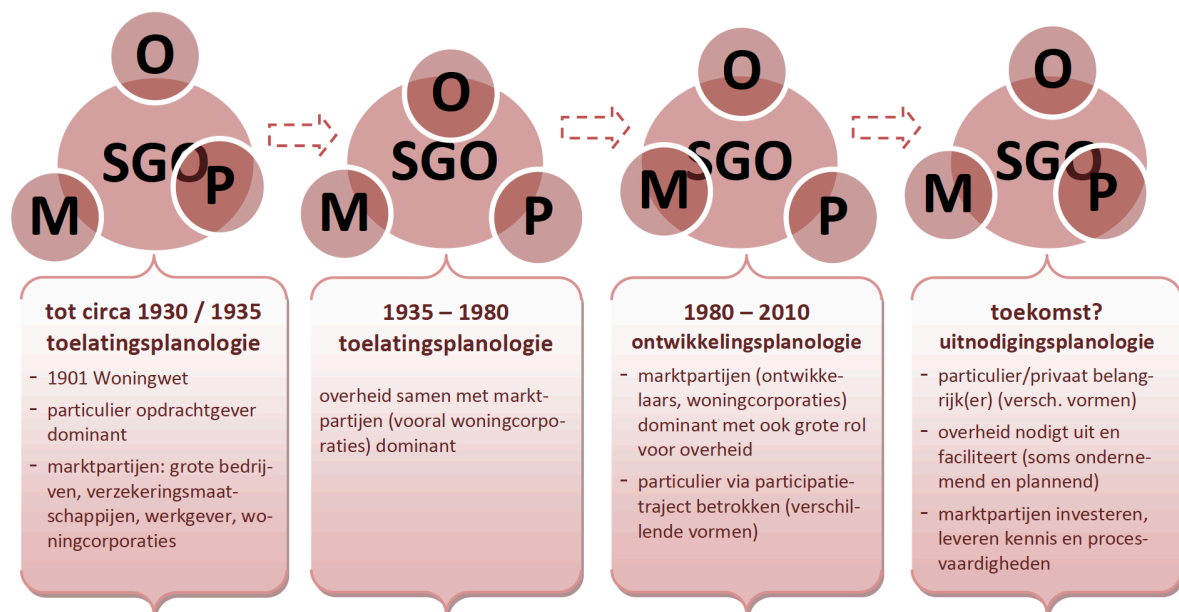 O
SGO
P
M
O
SGO
M
P
O
SGO
M
P
O
SGO
M
P
tot circa 1930 / 1935
toelatingsplanologie
- 1901 Woningwet
- particulier opdrachtgever
dominant
- marktpartijen: grote bedrij-
ven, verzekeringsmaat-
schappijen, werkgever, wo-
ningcorporaties
1935 – 1980
toelatingsplanologie
overheid samen met markt-
partijen (vooral woningcorpo-
raties) dominant
1980 – 2010
ontwikkelingsplanologie
- marktpartijen (ontwikke-
laars, woningcorporaties)
dominant met ook grote rol
voor overheid
- particulier via participatie-
traject betrokken (verschil-
lende vormen)
toekomst?
uitnodigingsplanologie
- particulier/privaat belang-
rijk(er) (versch. vormen)
- overheid nodigt uit en
faciliteert (soms onderne-
mend en plannend)
- marktpartijen investeren,
leveren kennis en proces-
vaardigheden